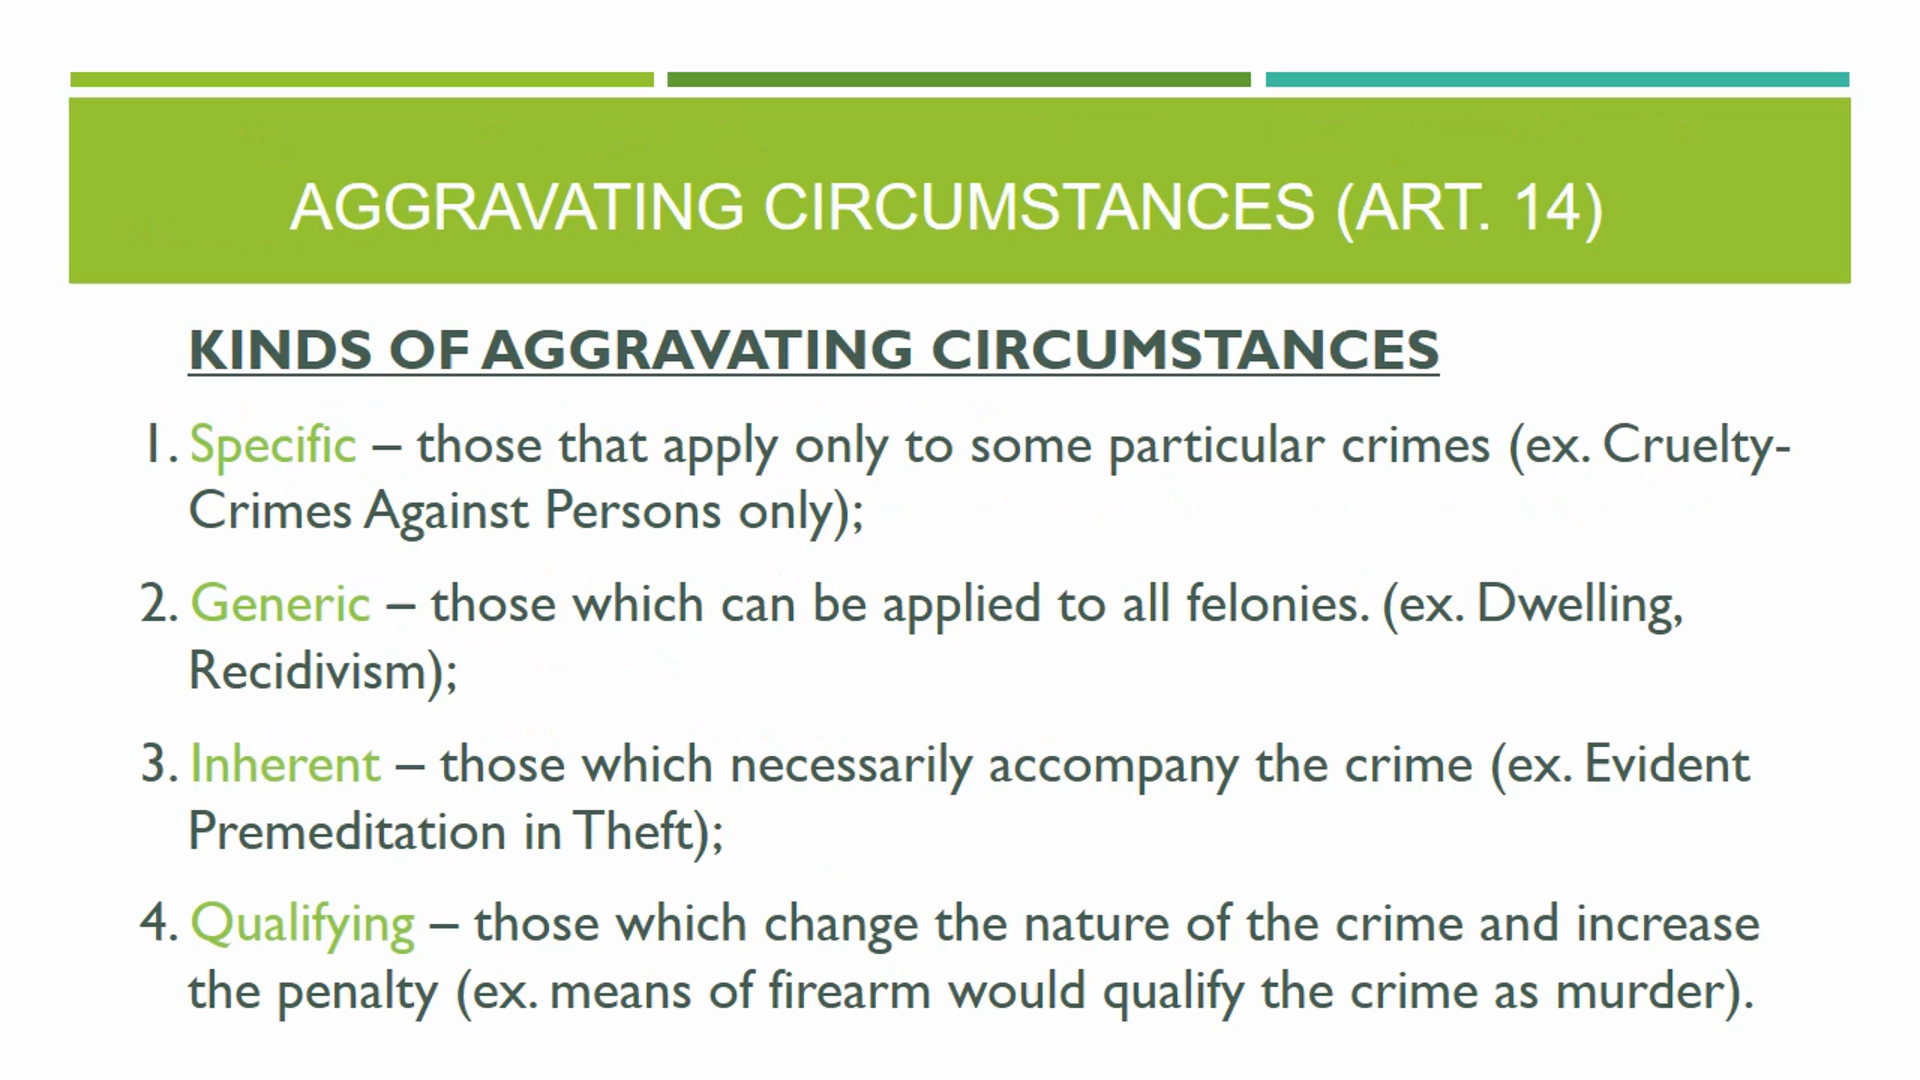 AGGRAVATING CIRCUMSTANCES (ART. 14)
KINDS OF AGGRAVATING CIRCUMSTANCES
1. Specific – those that apply only to some particular crimes (ex. Cruelty-
Crimes Against Persons only);
2. Generic – those which can be applied to all felonies. (ex. Dwelling,
Recidivism);
3. Inherent – those which necessarily accompany the crime (ex. Evident
Premeditation in Theft);
4. Qualifying – those which change the nature of the crime and increase
the penalty (ex. means of firearm would qualify the crime as murder).